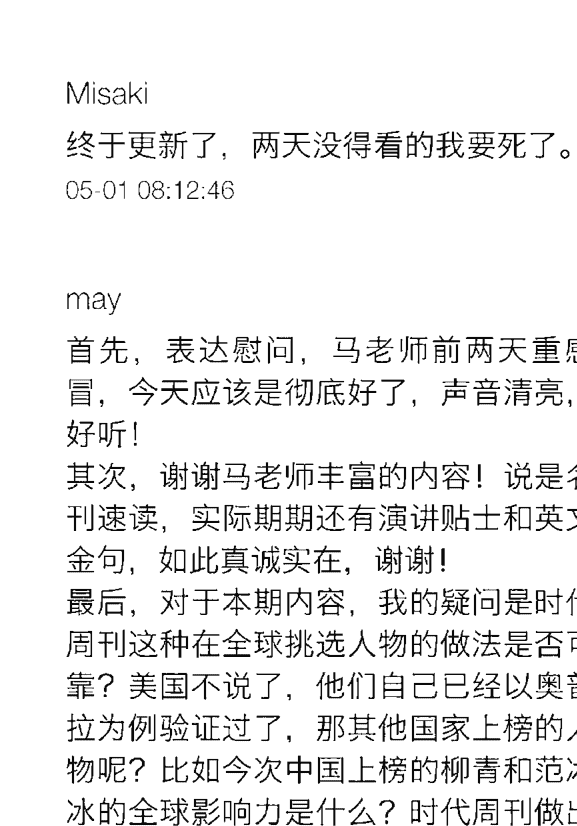 Misaki
终于更新了，两天没得看的我要死了。
05-01 08:12:46
may
首先，表达慰问，马老师前两天重感
冒，今天应该是彻底好了，声音清亮，
好听！
其次，谢谢马老师丰富的内容！说是名
刊速读，实际期期还有演讲贴士和英文
金句，如此真诚实在，谢谢！
最后，对于本期内容，我的疑问是时代
周刊这种在全球挑选人物的做法是否可
靠？美国不说了，他们自己已经以奥普
拉为例验证过了，那其他国家上榜的人
物呢？比如今次中国上榜的柳青和范冰
冰的全球影响力是什么？时代周刊做出